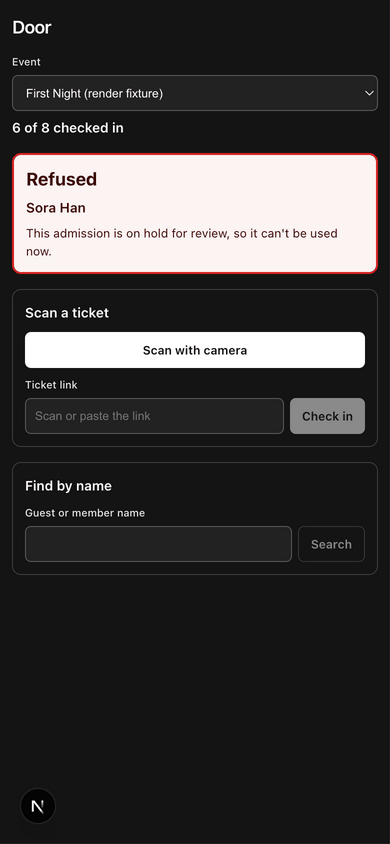 Door
Event
First Night (render fixture)
6 of 8 checked in
Refused
Sora Han
This admission is on hold for review, so it can't be used
now.
Scan a ticket
Scan with camera
Ticket link
Scan or paste the link
Check in
Find by name
Guest or member name
Search
N